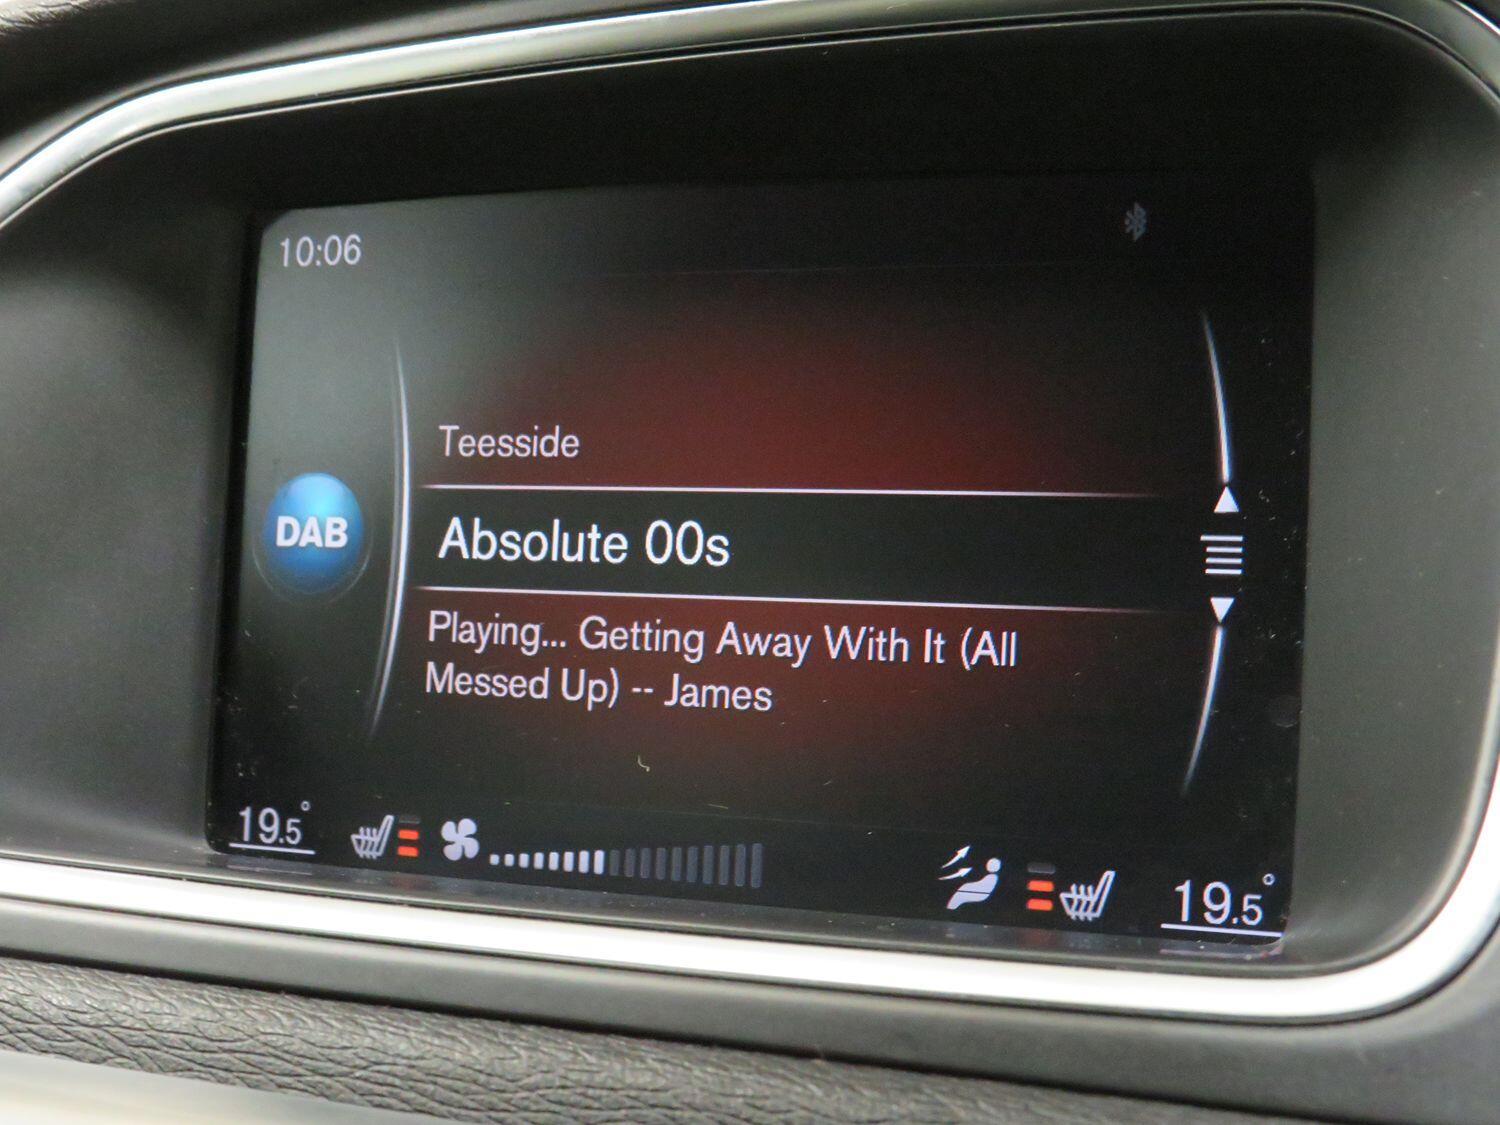 10:06
Teesside
DAB
Absolute 00s
Playing... Getting Away With It (All
Messed Up) -- James
19.5°
19.5°